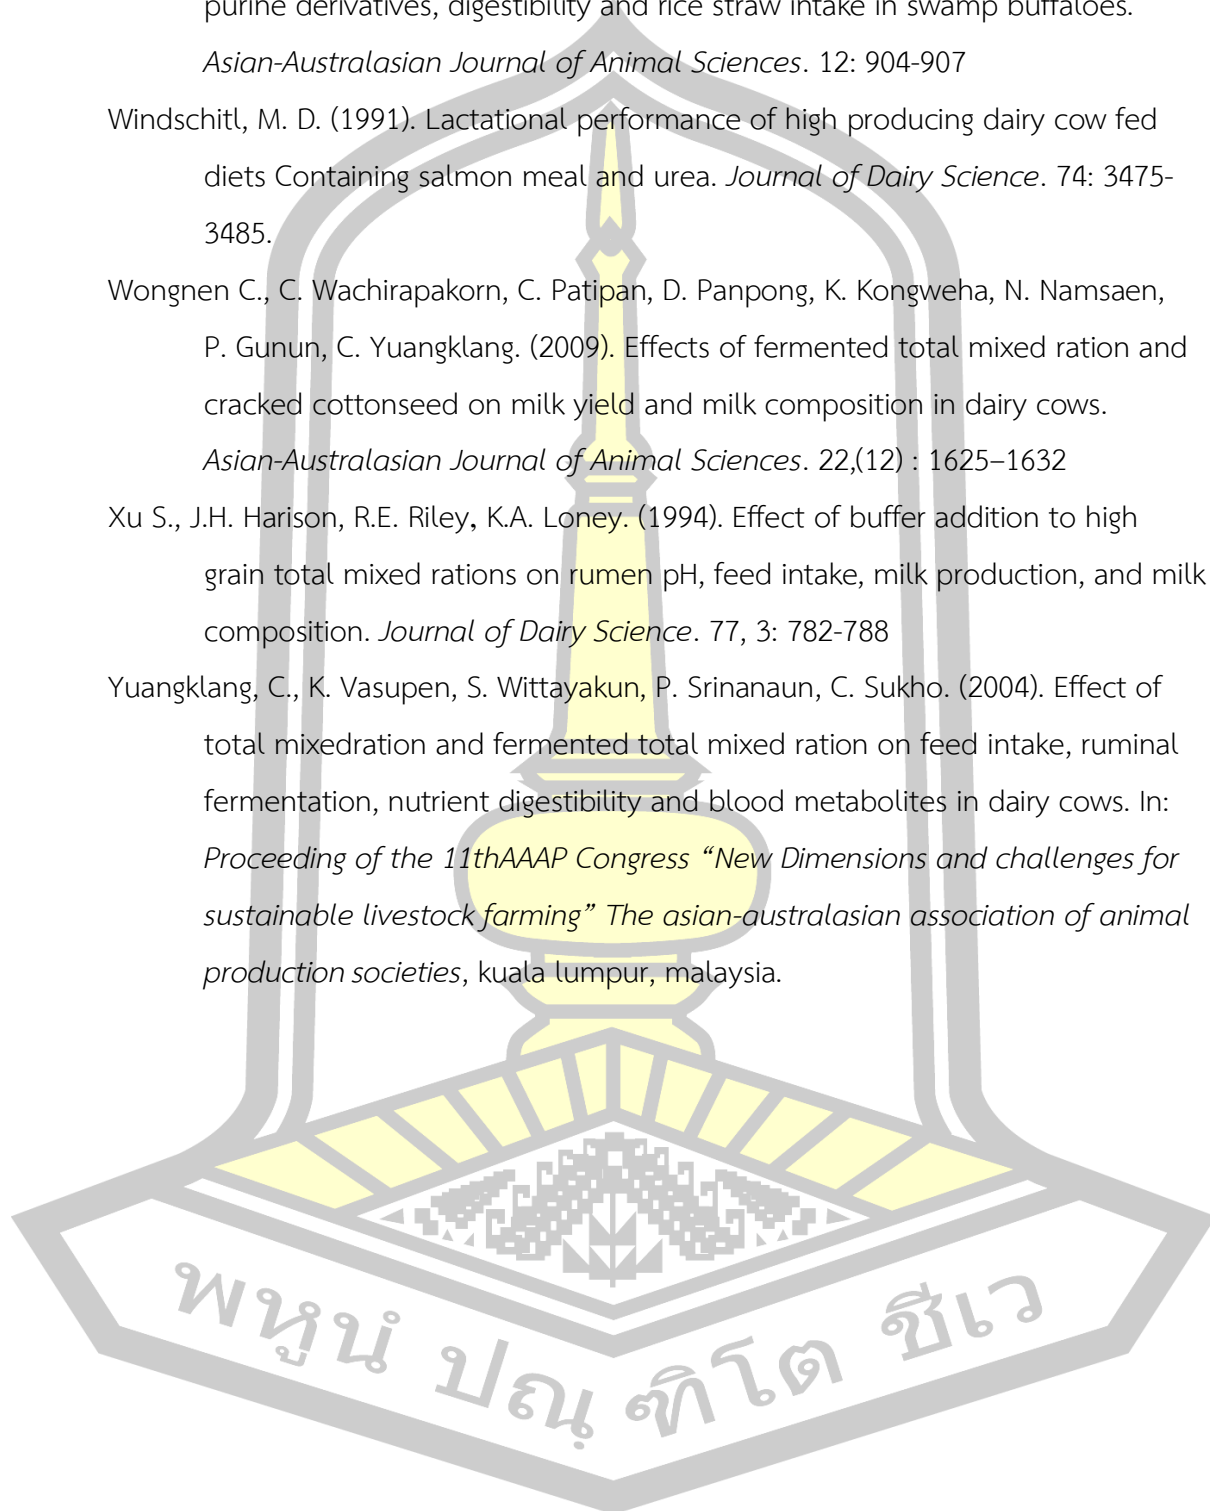 purine derivatives, digestibility and rice straw intake in swamp buffaloes.
Asian-Australasian Journal of Animal Sciences. 12: 904-907
Windschitl, M. D. (1991). Lactational performance of high producing dairy cow fed
diets Containing salmon meal and urea. Journal of Dairy Science. 74: 3475-
3485.
Wongnen C., C. Wachirapakorn, C. Patipan, D. Panpong, K. Kongweha, N. Namsaen,
P. Gunun, C. Yuangklang. (2009). Effects of fermented total mixed ration and
cracked cottonseed on milk yield and milk composition in dairy cows.
Asian-Australasian Journal of Animal Sciences. 22,(12) : 1625–1632
Xu S., J.H. Harison, R.E. Riley, K.A. Loney. (1994). Effect of buffer addition to high
grain total mixed rations on rumen pH, feed intake, milk production, and milk
composition. Journal of Dairy Science. 77, 3: 782-788
Yuangklang, C., K. Vasupen, S. Wittayakun, P. Srinanaun, C. Sukho. (2004). Effect of
total mixedration and fermented total mixed ration on feed intake, ruminal
fermentation, nutrient digestibility and blood metabolites in dairy cows. In:
Proceeding of the 11thAAAP Congress “New Dimensions and challenges for
sustainable livestock farming” The asian-australasian association of animal
production societies, kuala lumpur, malaysia.
พหูนํ ปณฺฑิโต ชีเว